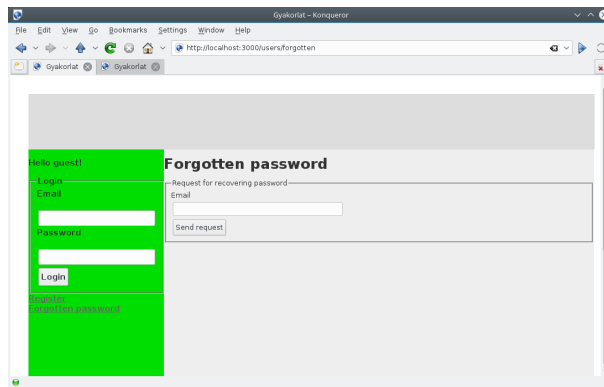 Gyakorlat – Konqueror
File Edit View Go Bookmarks Settings Window Help
http://localhost:3000/users/forgotten
Gyakorlat Gyakorlat
Hello guest!
Login
Email
Password
Login
Register
Forgotten password
Forgotten password
Request for recovering password
Email
Send request